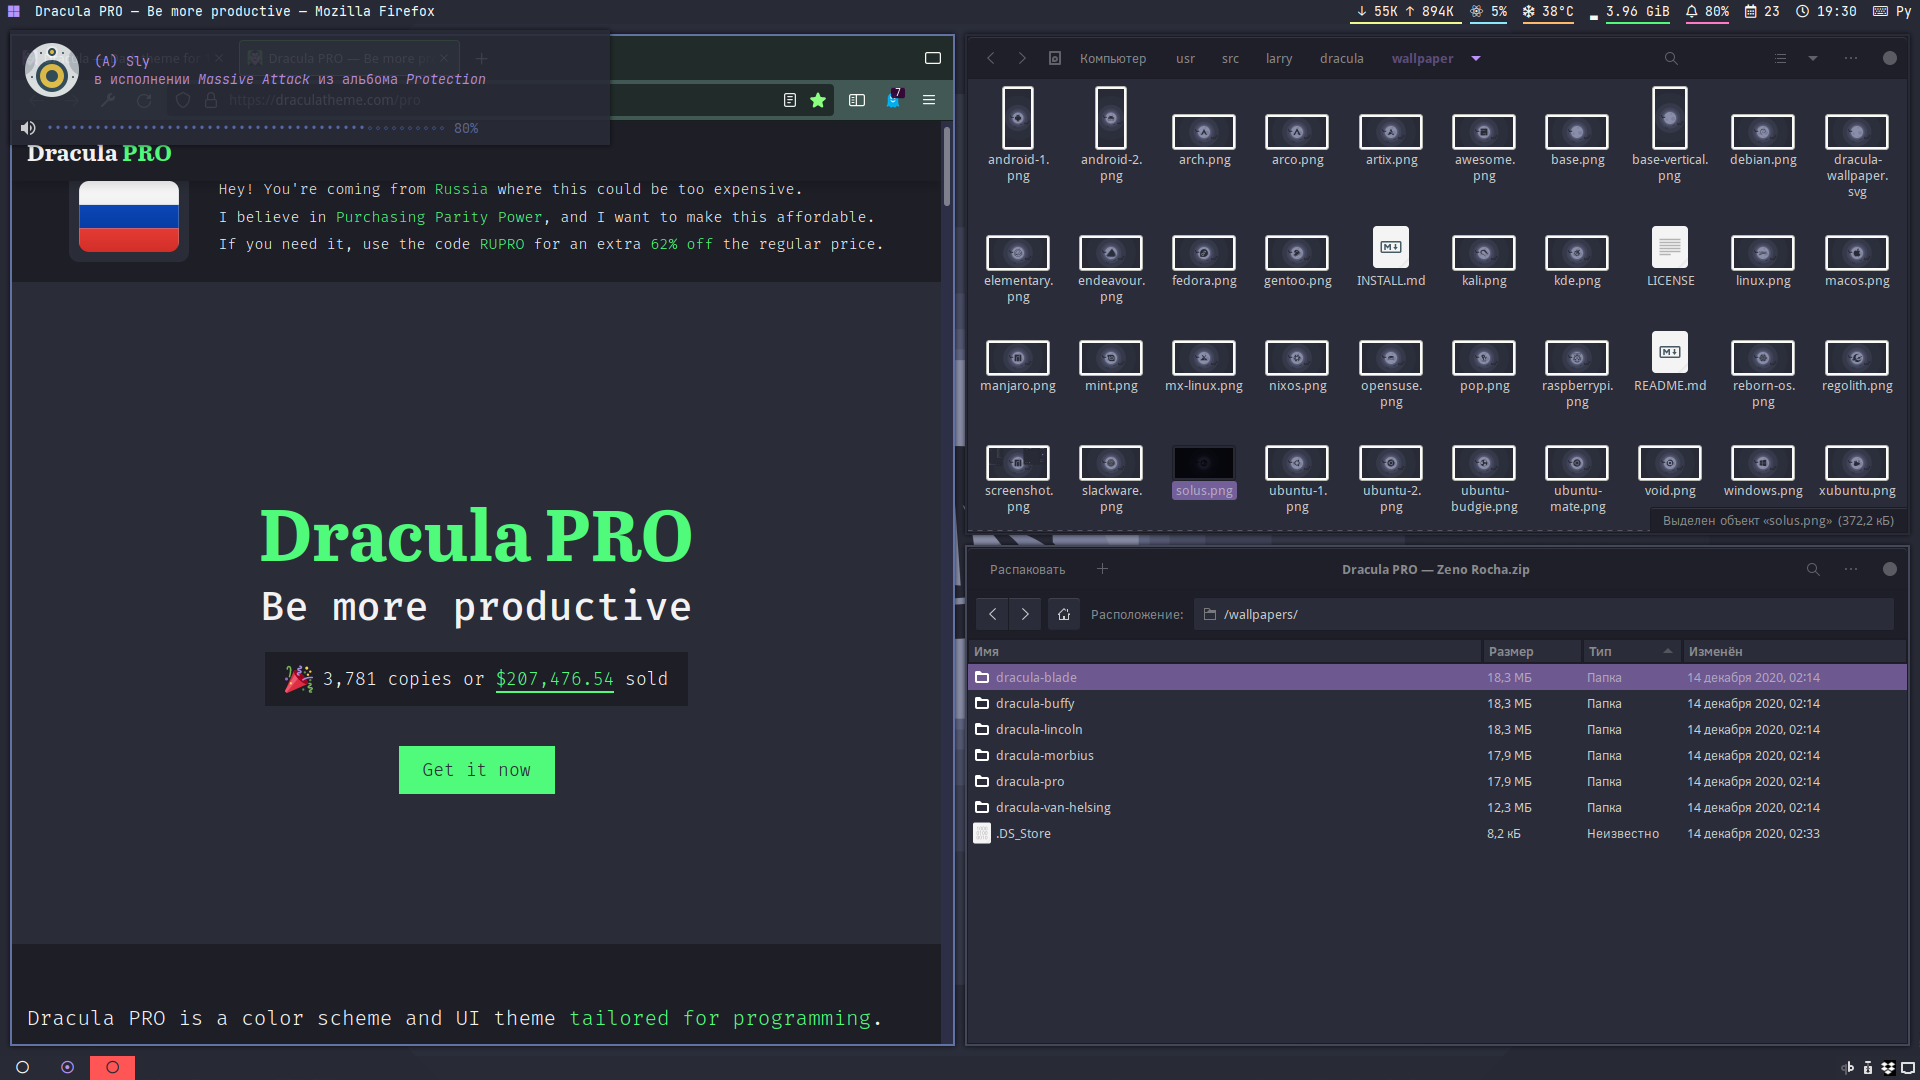 Dracula PRO — Be more productive — Mozilla Firefox
↓ 55K ↑ 894K 5% 38°C 3.96 GiB 80% 23 19:30 Ру
(A) Sly
в исполнении Massive Attack из альбома Protection
Dracula PRO — Be more p
https://draculatheme.com/pro
7
80%
Dracula PRO
Hey! You're coming from Russia where this could be too expensive.
I believe in Purchasing Parity Power, and I want to make this affordable.
If you need it, use the code RUPRO for an extra 62% off the regular price.
Dracula PRO
Be more productive
3,781 copies or $207,476.54 sold
Get it now
Dracula PRO is a color scheme and UI theme tailored for programming.
Компьютер usr src larry dracula wallpaper
android-1.
png
android-2.
png
arch.png
arco.png
artix.png
awesome.
png
base.png
base-vertical.
png
debian.png
dracula-
wallpaper.
svg
elementary.
png
endeavour.
png
fedora.png
gentoo.png
INSTALL.md
kali.png
kde.png
LICENSE
linux.png
macos.png
manjaro.png
mint.png
mx-linux.png
nixos.png
opensuse.
png
pop.png
raspberrypi.
png
README.md
reborn-os.
png
regolith.png
screenshot.
png
slackware.
png
solus.png
ubuntu-1.
png
ubuntu-2.
png
ubuntu-
budgie.png
ubuntu-
mate.png
void.png
windows.png
xubuntu.png
Выделен объект «solus.png» (372,2 кБ)
Распаковать
Dracula PRO — Zeno Rocha.zip
Расположение: /wallpapers/
Имя Размер Тип Изменён
dracula-blade 18,3 МБ Папка 14 декабря 2020, 02:14
dracula-buffy 18,3 МБ Папка 14 декабря 2020, 02:14
dracula-lincoln 18,3 МБ Папка 14 декабря 2020, 02:14
dracula-morbius 17,9 МБ Папка 14 декабря 2020, 02:14
dracula-pro 17,9 МБ Папка 14 декабря 2020, 02:14
dracula-van-helsing 12,3 МБ Папка 14 декабря 2020, 02:14
.DS_Store 8,2 кБ Неизвестно 14 декабря 2020, 02:33